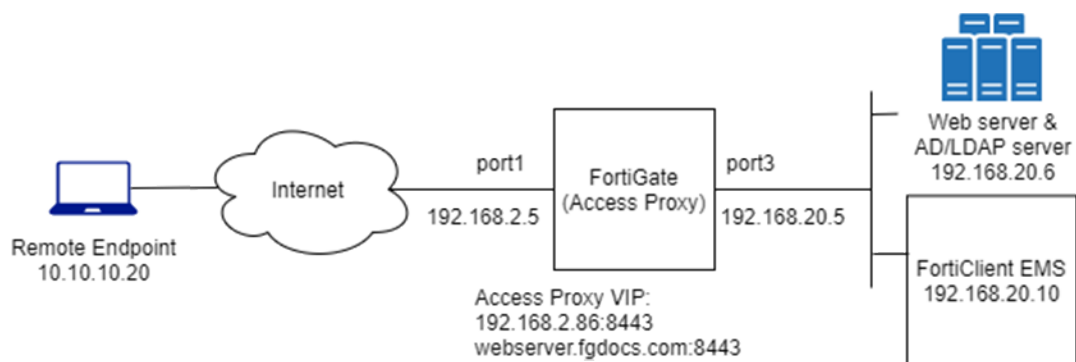 Remote Endpoint
10.10.10.20
Internet
port1
192.168.2.5
FortiGate
(Access Proxy)
port3
192.168.20.5
Access Proxy VIP:
192.168.2.86:8443
webserver.fgdocs.com:8443
Web server &
AD/LDAP server
192.168.20.6
FortiClient EMS
192.168.20.10